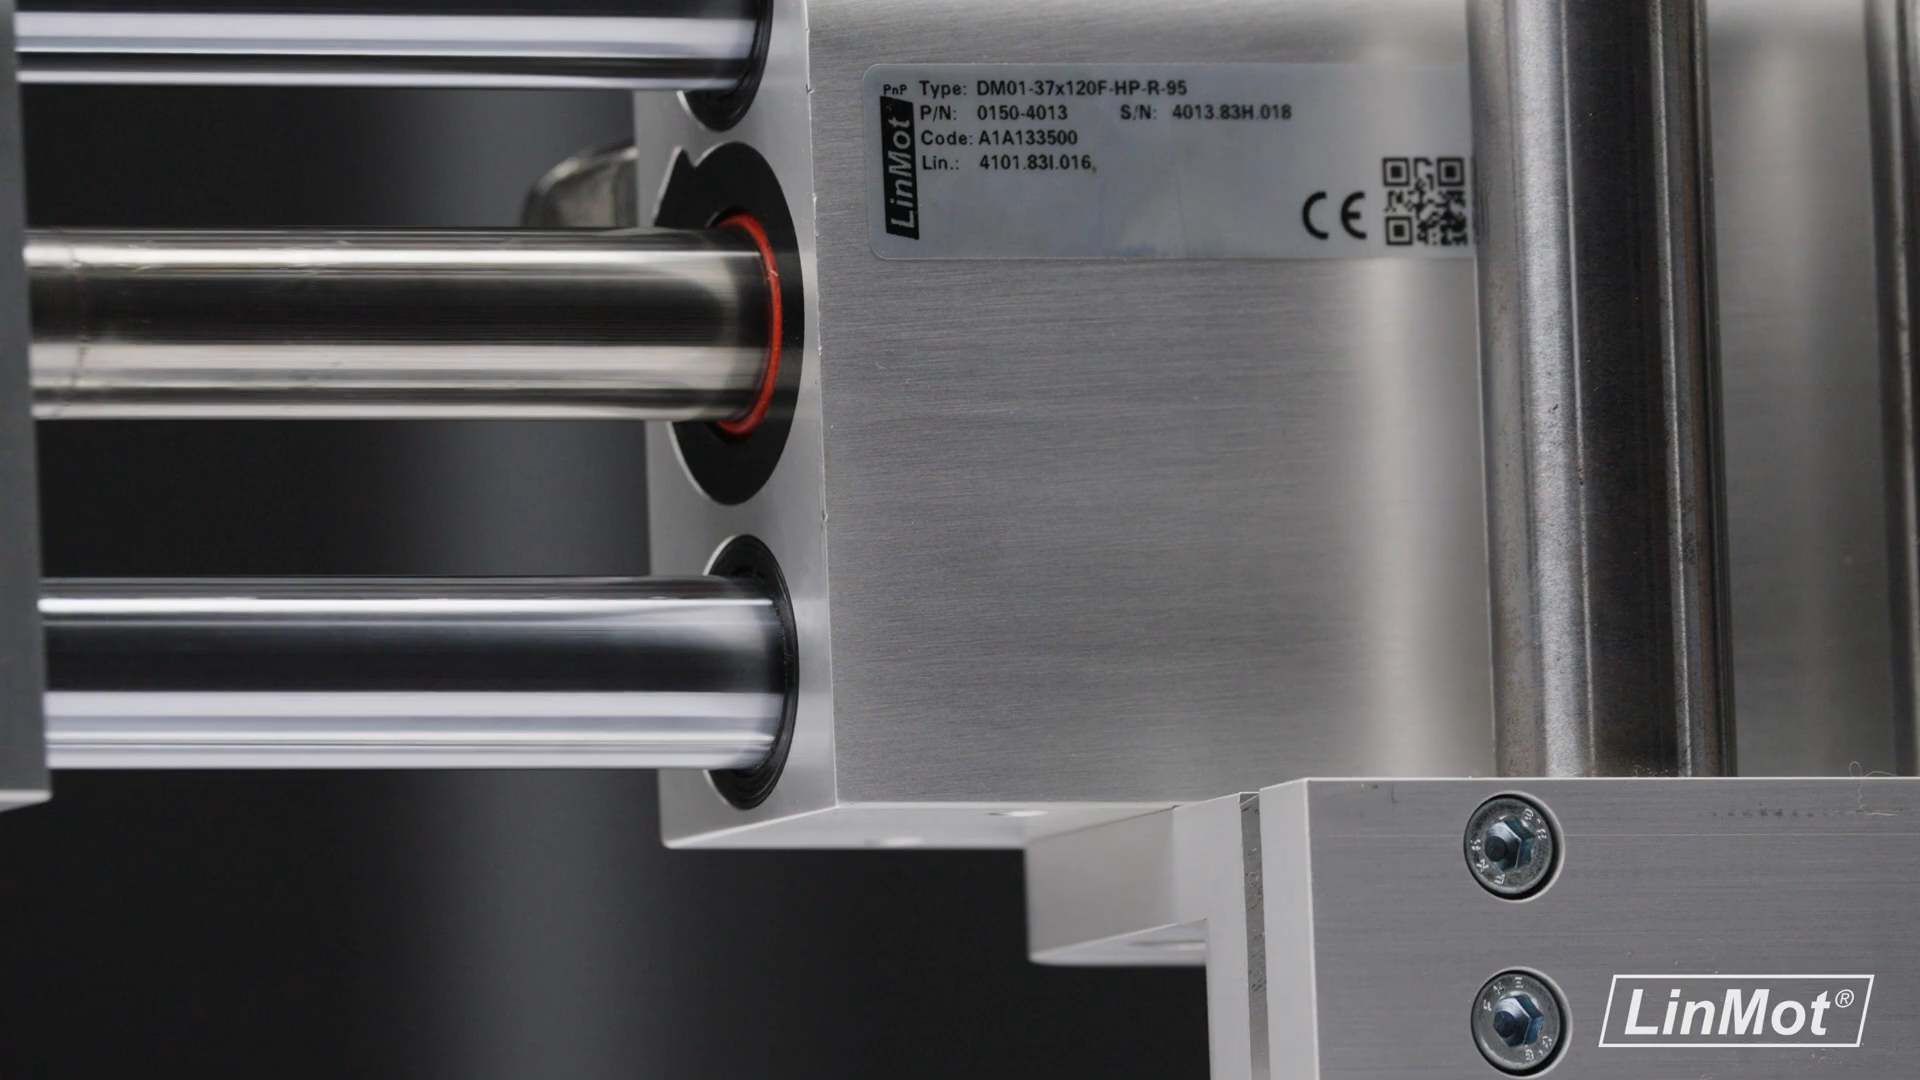 PnP
LinMot
Type: DM01-37x120F-HP-R-95
P/N: 0150-4013 S/N: 4013.83H.018
Code: A1A133500
Lin.: 4101.83I.016
CE
LinMot®